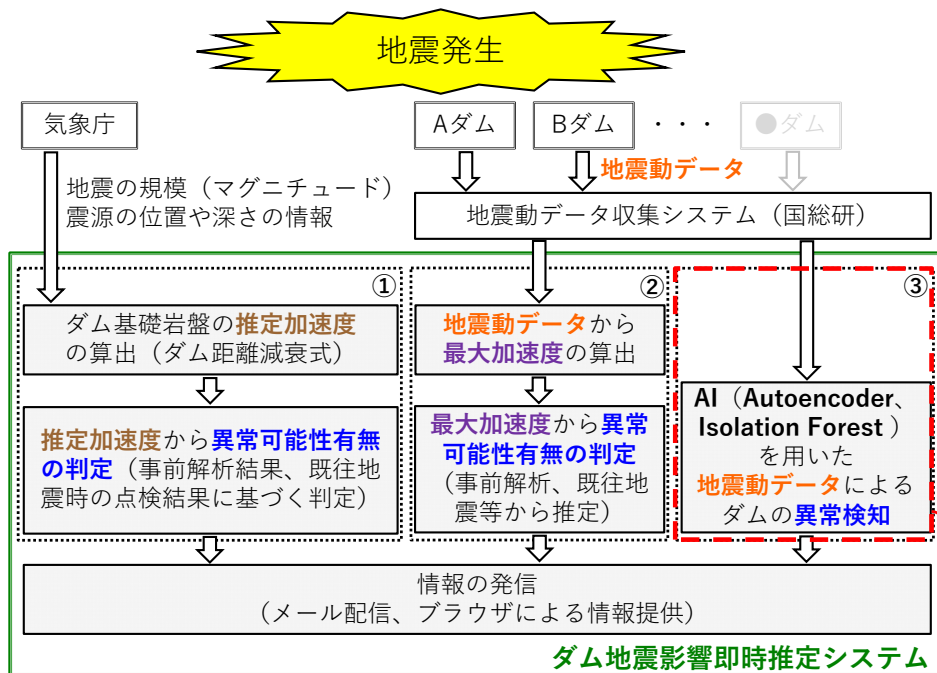 地震発生
気象庁
Aダム
Bダム
・・・
●ダム
地震動データ
地震の規模（マグニチュード）
震源の位置や深さの情報
地震動データ収集システム（国総研）
①
ダム基礎岩盤の推定加速度
の算出（ダム距離減衰式）
推定加速度から異常可能性有無
の判定（事前解析結果、既往地
震時の点検結果に基づく判定）
②
地震動データから
最大加速度の算出
最大加速度から異常
可能性有無の判定
（事前解析、既往地
震等から推定）
③
AI（Autoencoder、
Isolation Forest）
を用いた
地震動データによる
ダムの異常検知
情報の発信
（メール配信、ブラウザによる情報提供）
ダム地震影響即時推定システム